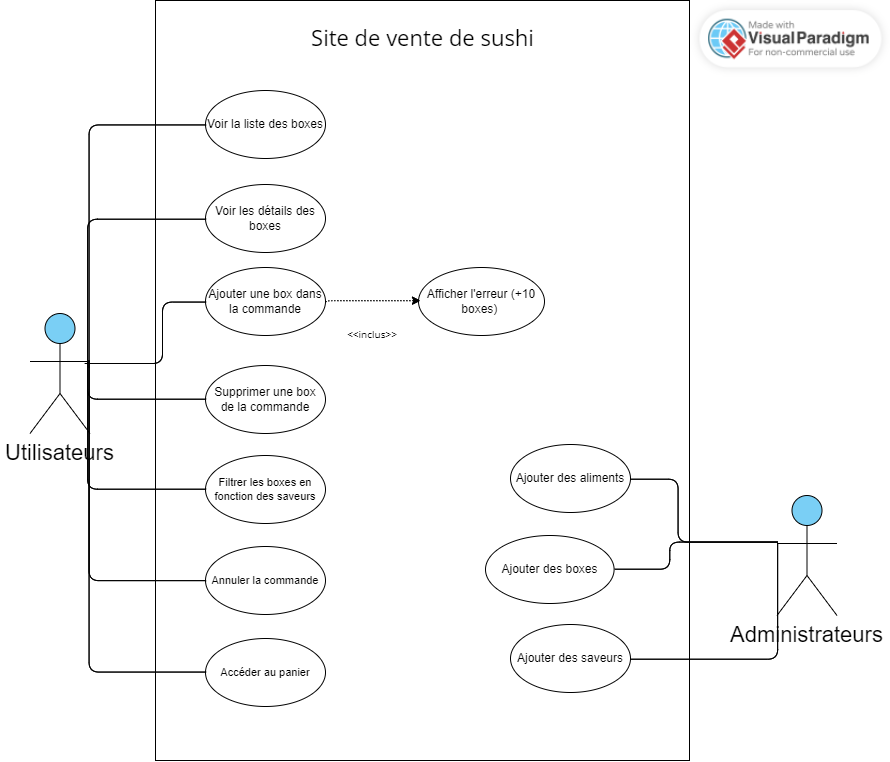 Site de vente de sushi
Made with
Visual Paradigm
For non-commercial use
Voir la liste des boxes
Voir les détails des
boxes
Ajouter une box dans
la commande
Afficher l'erreur (+10
boxes)
<<inclus>>
Supprimer une box
de la commande
Utilisateurs
Filtrer les boxes en
fonction des saveurs
Ajouter des aliments
Annuler la commande
Ajouter des boxes
Administrateurs
Accéder au panier
Ajouter des saveurs